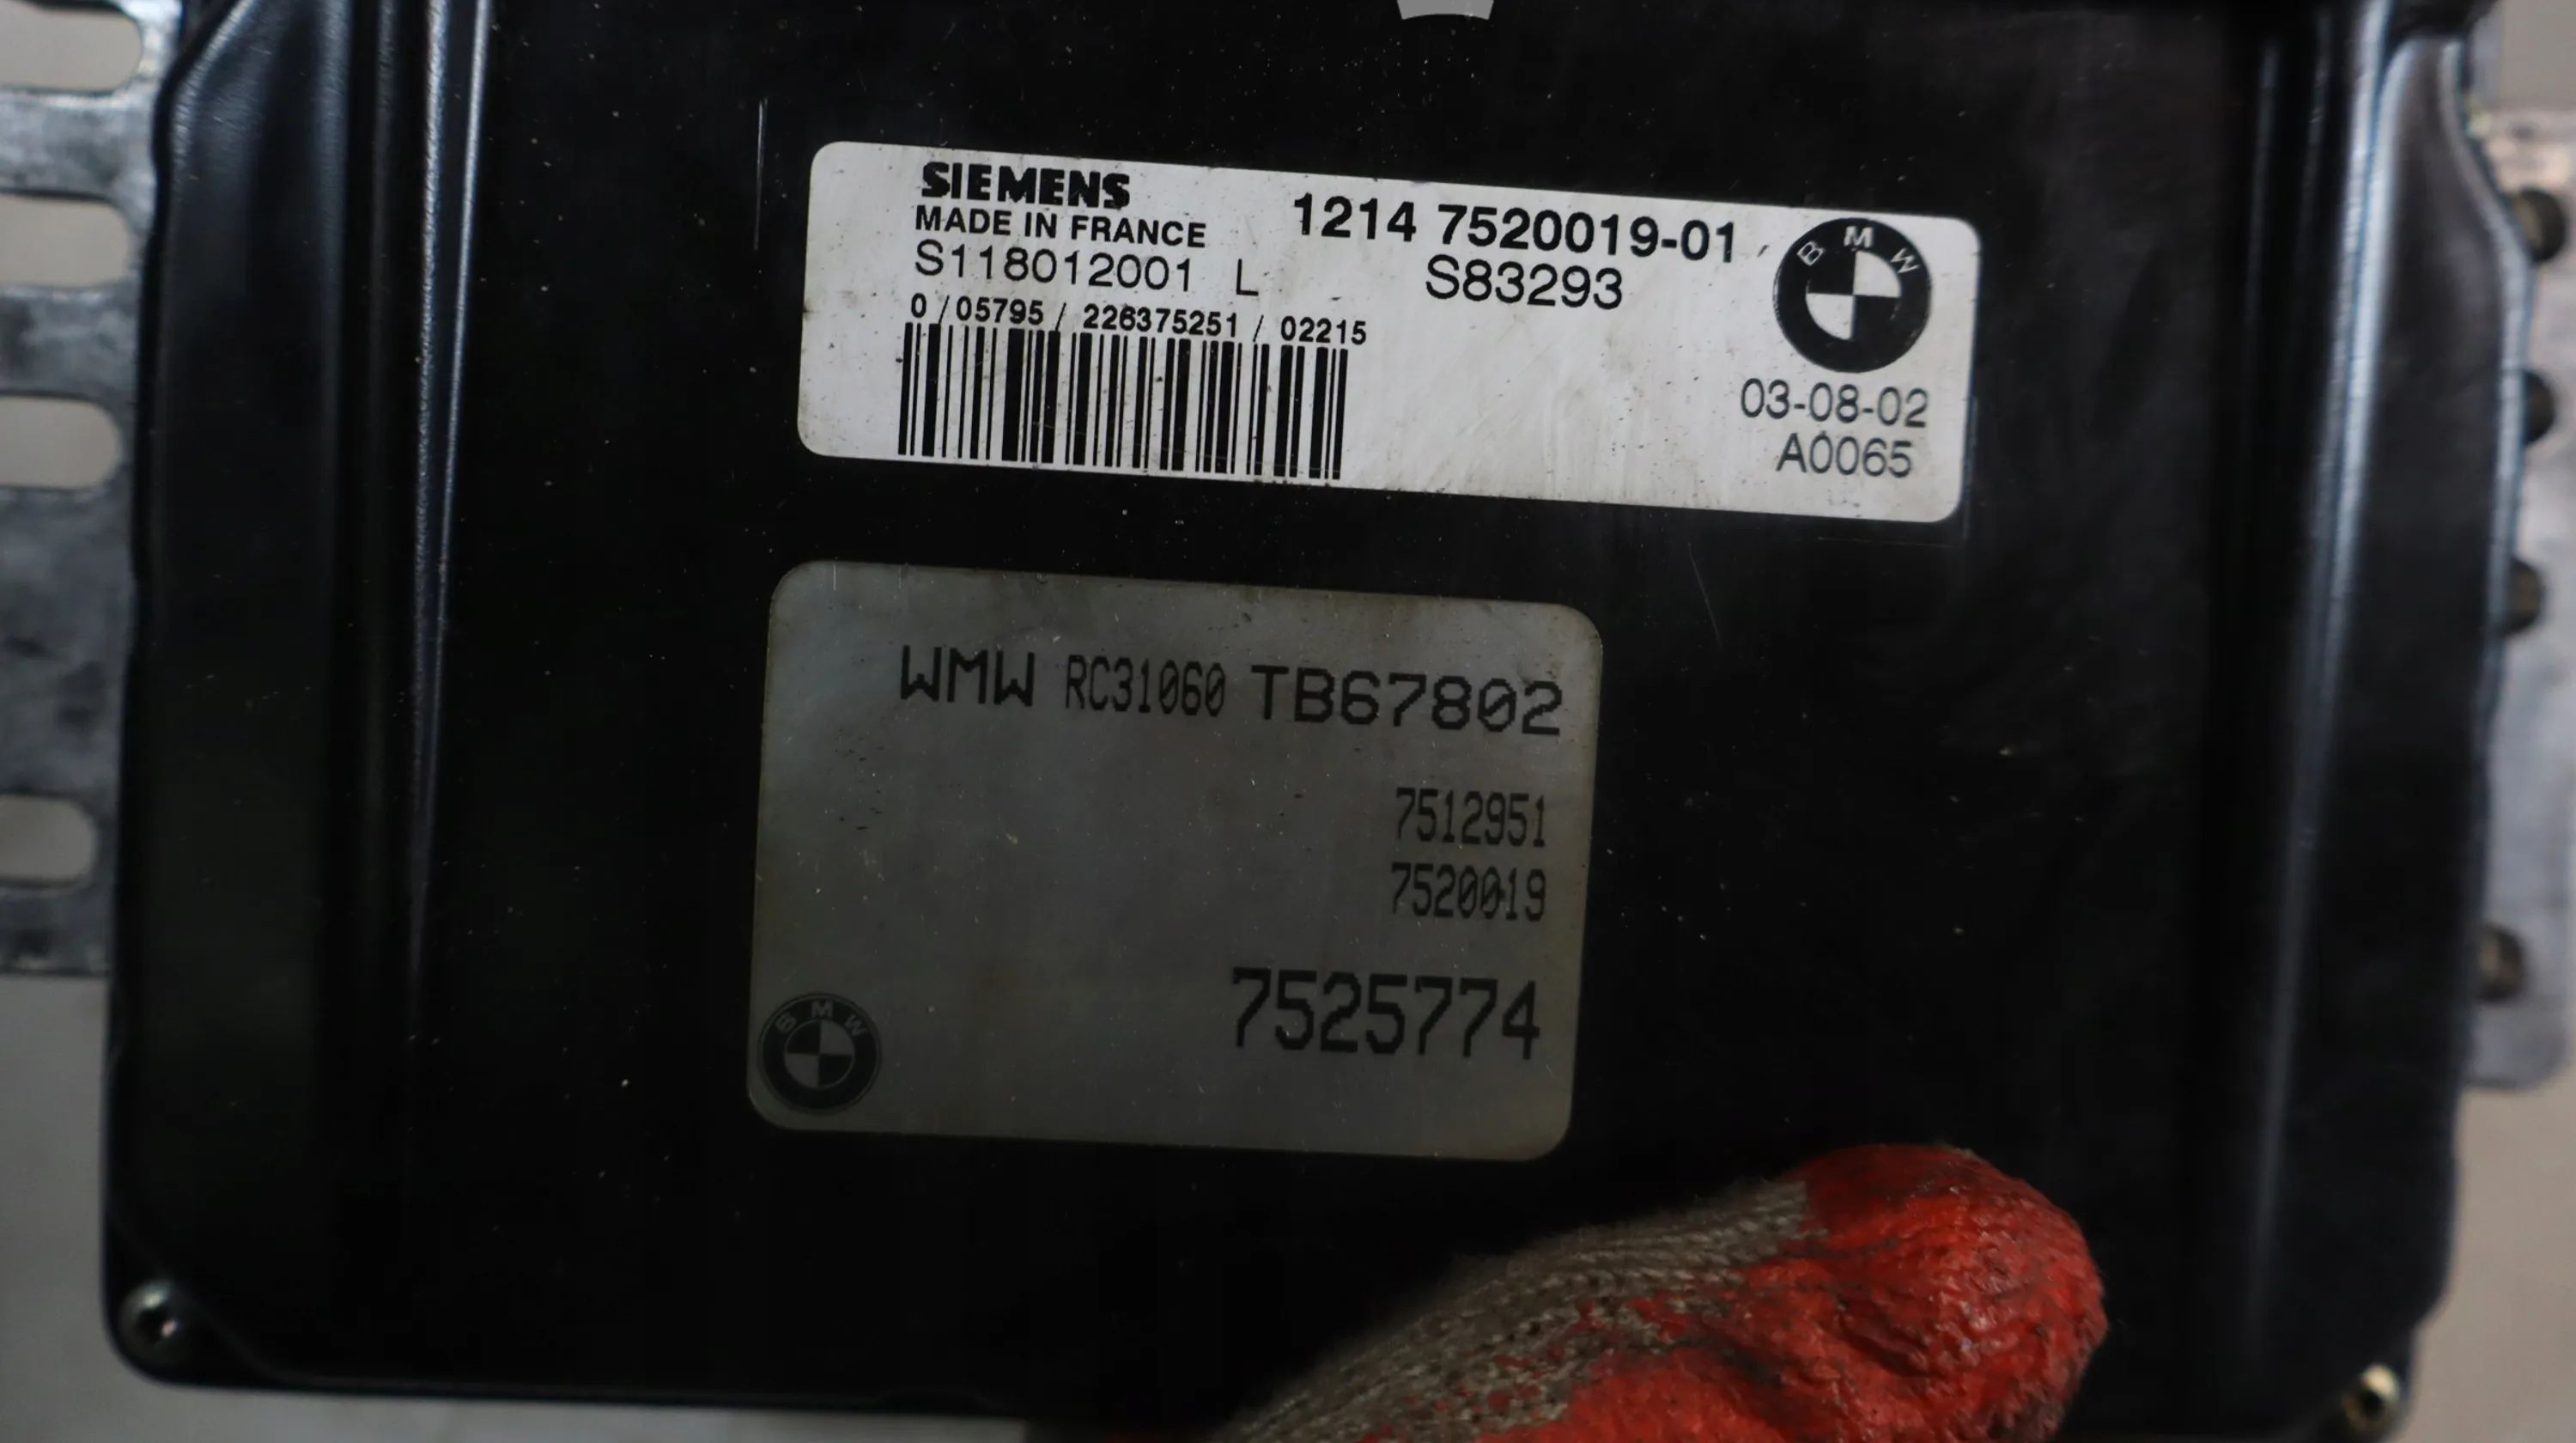 SIEMENS
MADE IN FRANCE
1214 7520019-01
S118012001 L
S83293
0 / 05795 / 226375251 / 02215
BMW
03-08-02
A0065
WMW RC31060 TB67802
7512951
7520019
7525774
BMW